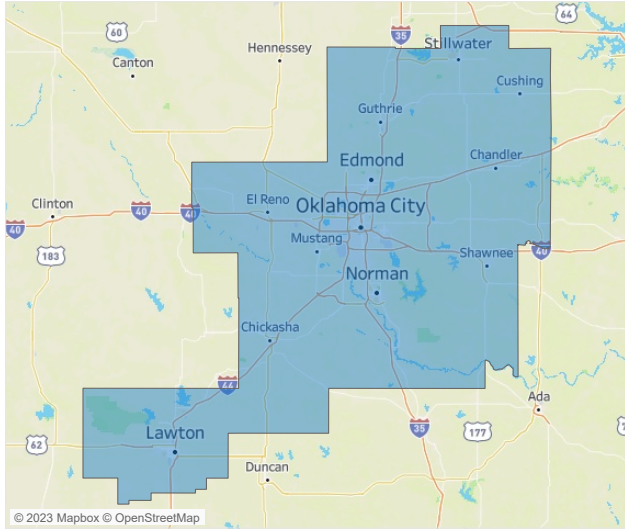 64
60
35
Stillwater
Hennessey
Canton
Cushing
Guthrie
Edmond
Chandler
El Reno
Clinton
Oklahoma City
40
40
40
Mustang
183
Shawnee
40
Norman
Chickasha
44
Ada
35
177
Lawton
62
Duncan
© 2023 Mapbox © OpenStreetMap